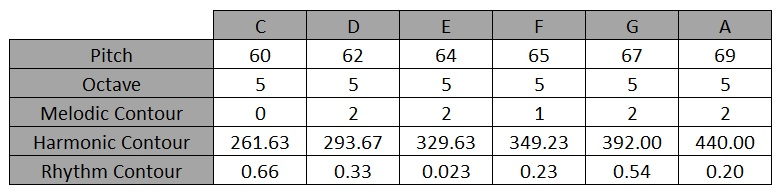 C D E F G A
Pitch 60 62 64 65 67 69
Octave 5 5 5 5 5 5
Melodic Contour 0 2 2 1 2 2
Harmonic Contour 261.63 293.67 329.63 349.23 392.00 440.00
Rhythm Contour 0.66 0.33 0.023 0.23 0.54 0.20